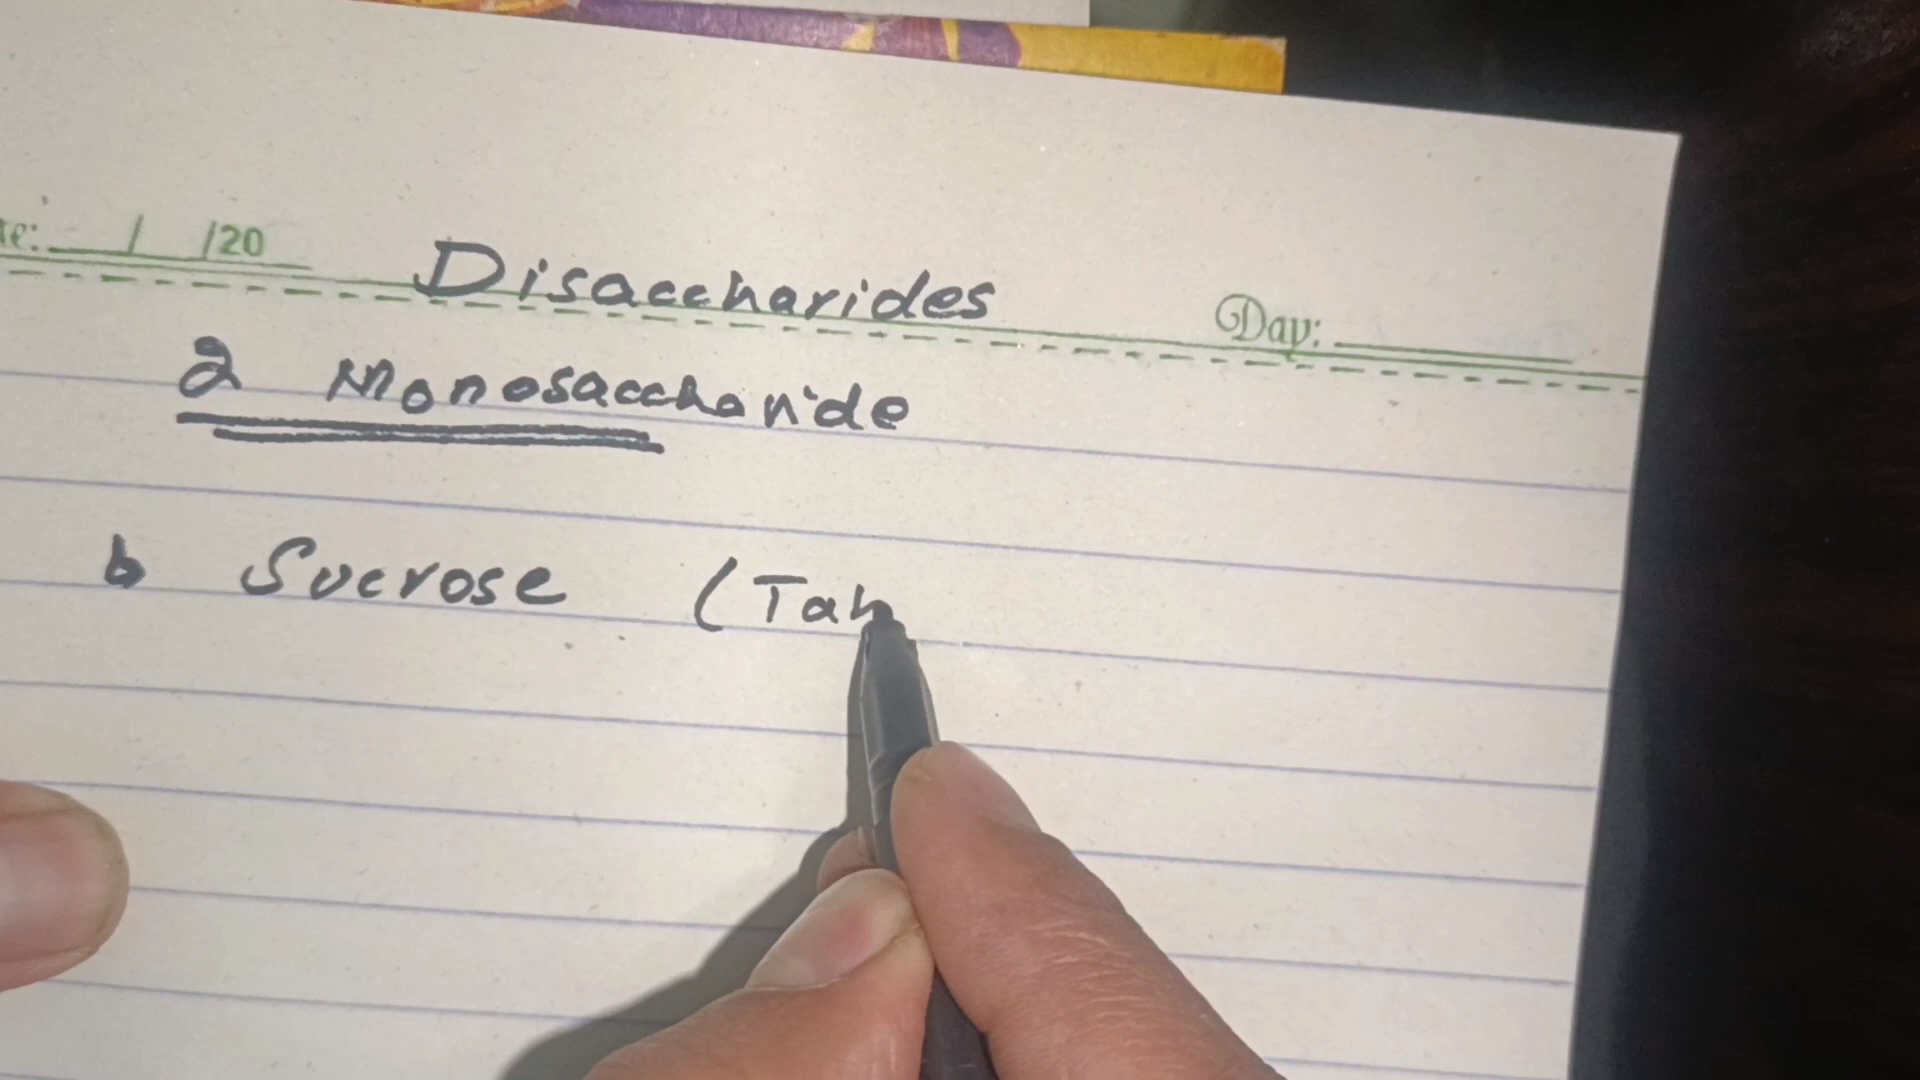 Disaccharides
te: / /20 Day:
2 Monosaccharide
b Sucrose (Tab